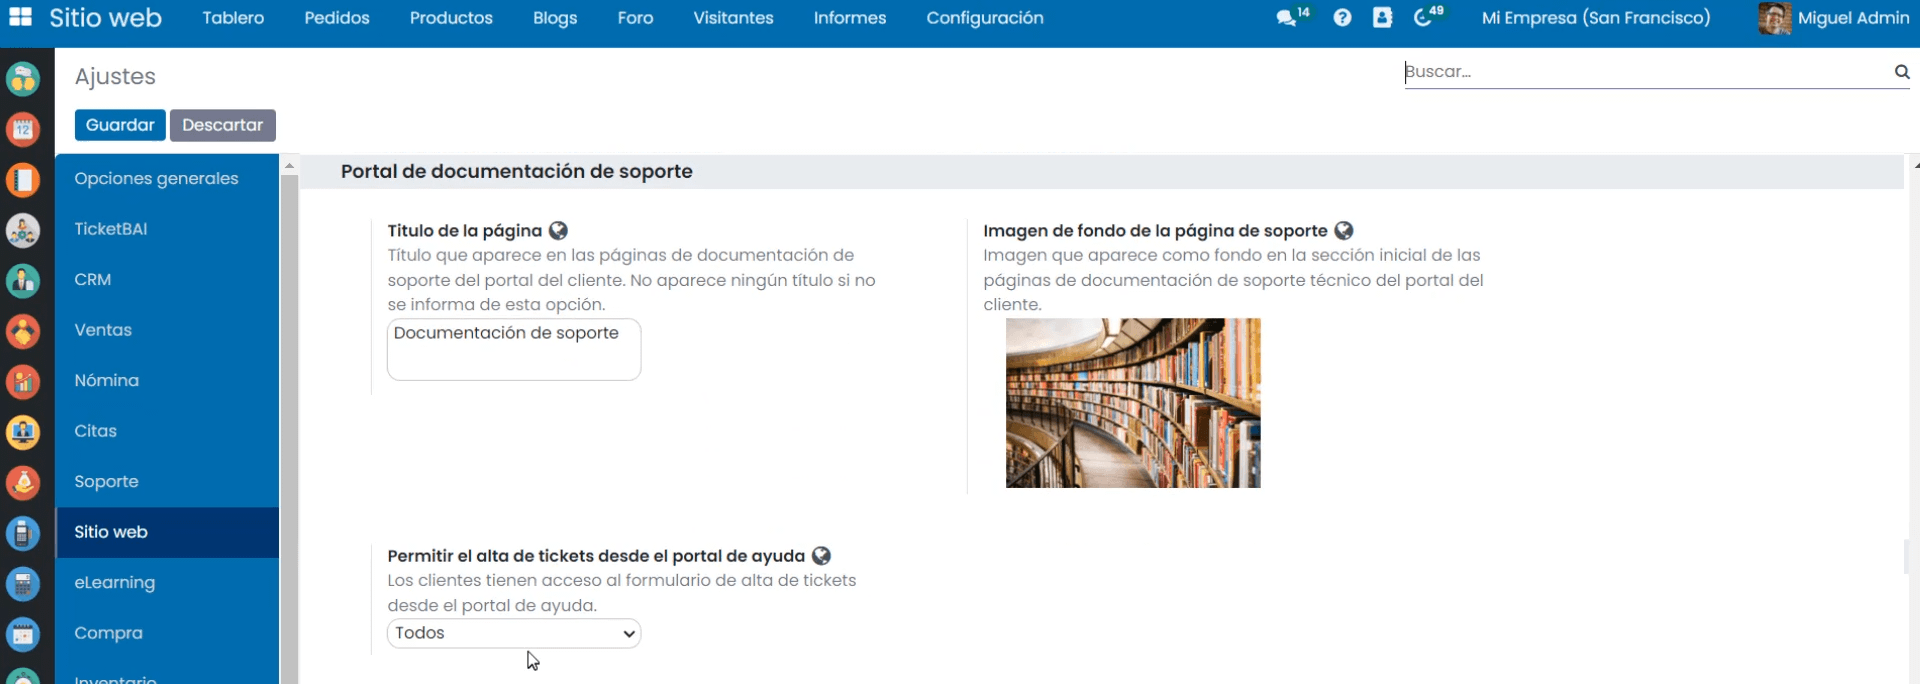 Sitio web Tablero Pedidos Productos Blogs Foro Visitantes Informes Configuración 14 49 Mi Empresa (San Francisco) Miguel Admin
Ajustes
Buscar...
Guardar Descartar
12
Opciones generales
TicketBAI
CRM
Ventas
Nómina
Citas
Soporte
Sitio web
eLearning
Compra
Inventario
Portal de documentación de soporte
Titulo de la página
Título que aparece en las páginas de documentación de
soporte del portal del cliente. No aparece ningún título si no
se informa de esta opción.
Documentación de soporte
Imagen de fondo de la página de soporte
Imagen que aparece como fondo en la sección inicial de las
páginas de documentación de soporte técnico del portal del
cliente.
Permitir el alta de tickets desde el portal de ayuda
Los clientes tienen acceso al formulario de alta de tickets
desde el portal de ayuda.
Todos